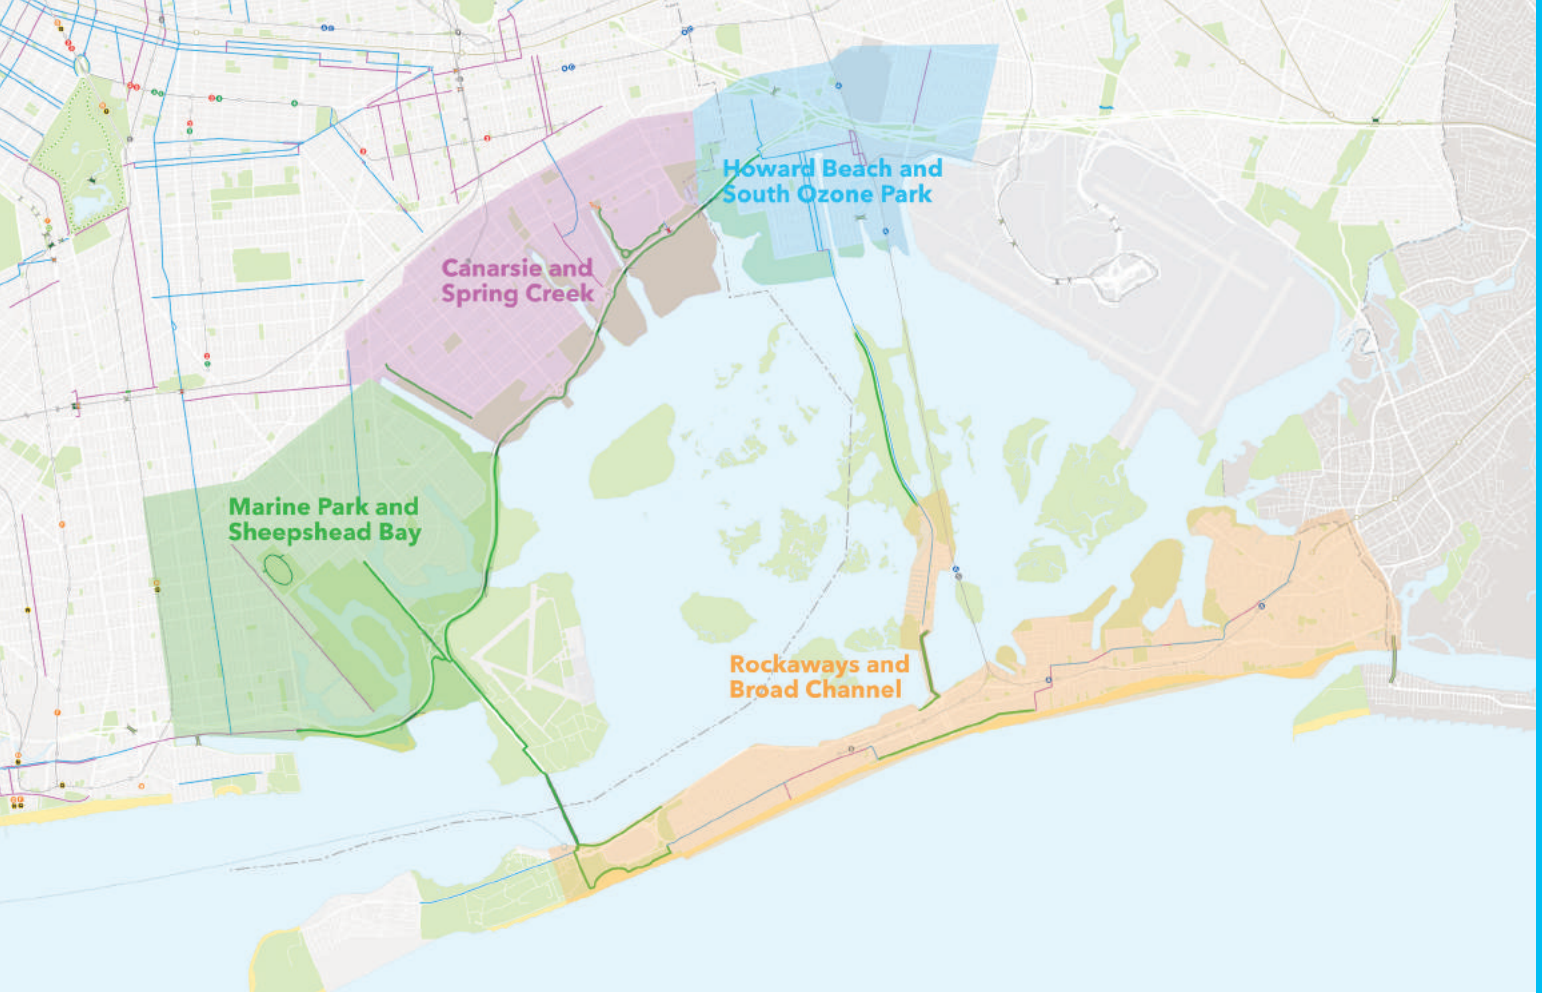 Howard Beach and
South Ozone Park
Canarsie and
Spring Creek
Marine Park and
Sheepshead Bay
Rockaways and
Broad Channel